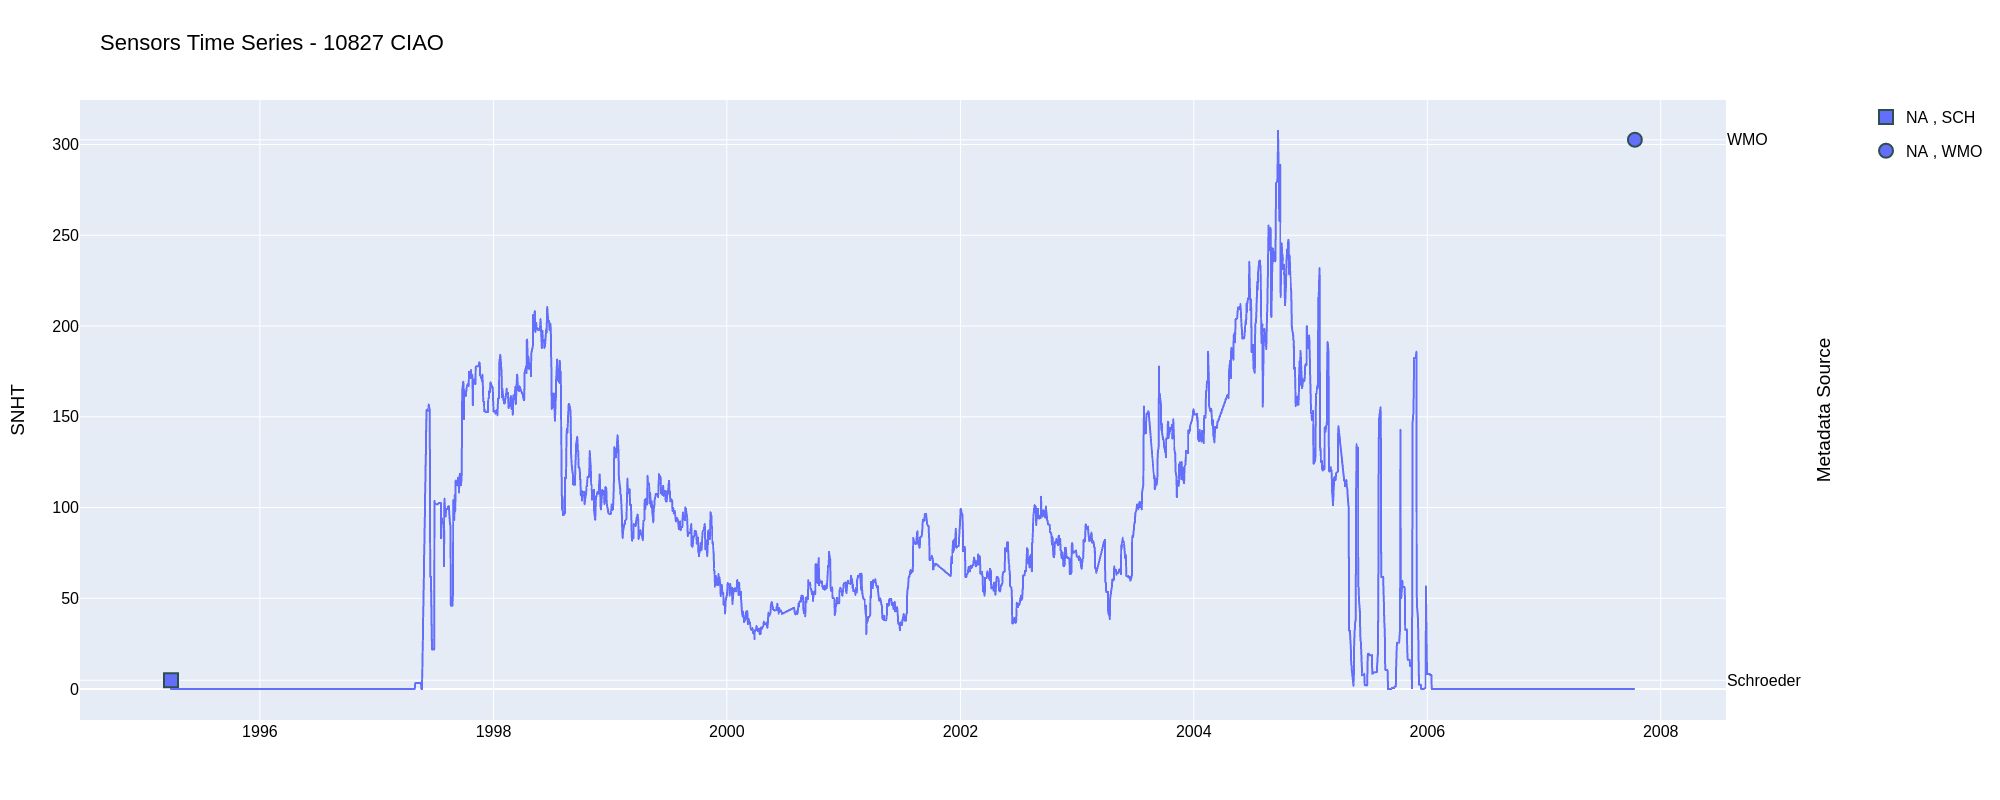 Sensors Time Series - 10827 CIAO
NA , SCH
NA , WMO
WMO
Schroeder
Metadata Source
SNHT
300
250
200
150
100
50
0
1996 1998 2000 2002 2004 2006 2008